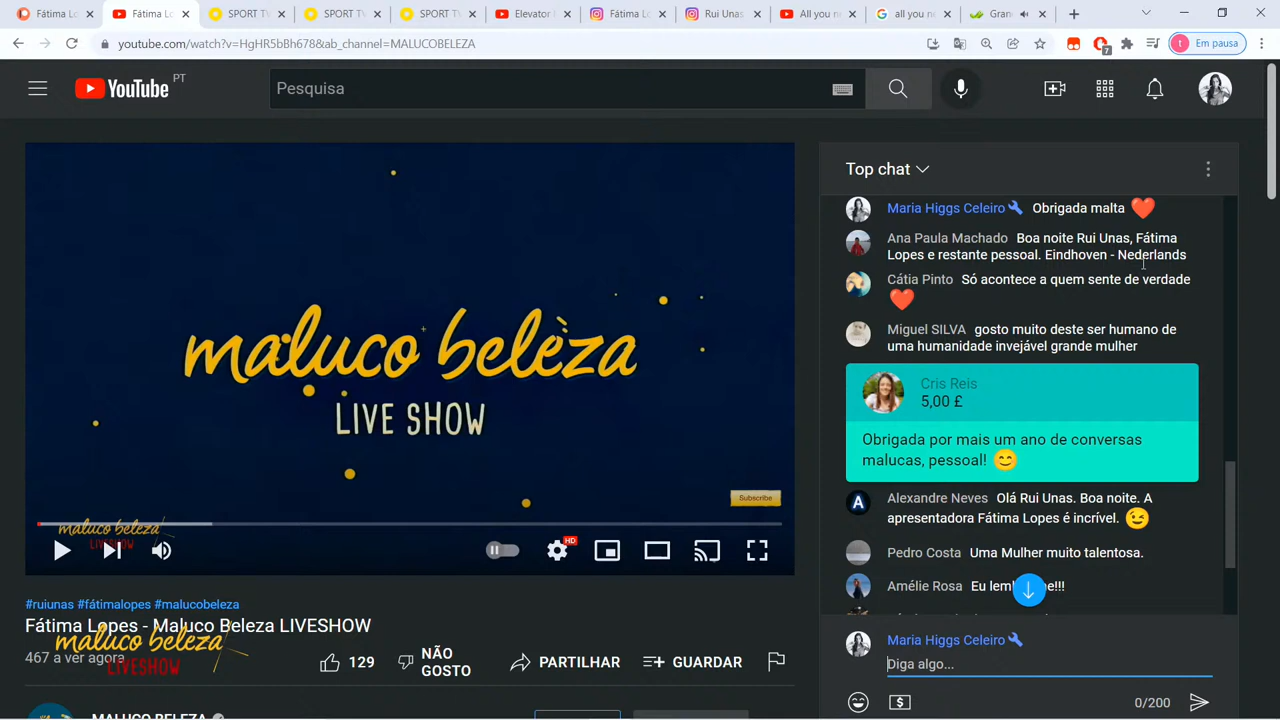 Fátima L
Fátima L
SPORT TV
SPORT TV
SPORT TV
Elevator
Fátima Lo
Rui Unas
All you n
all you ne
Gran
youtube.com/watch?v=HgHR5bBh678&ab_channel=MALUCOBELEZA
7
t
Em pausa
YouTube
PT
Pesquisa
maluco beleza
LIVE SHOW
Subscribe
maluco beleza
LIVESHOW
HD
#ruiunas #fátimalopes #malucobeleza
Fátima Lopes - Maluco Beleza LIVESHOW
maluco beleza
LIVESHOW
467 a ver agora
129
NÃO
GOSTO
PARTILHAR
GUARDAR
MALUCO BELEZA
Top chat
Maria Higgs Celeiro Obrigada malta ❤️
Ana Paula Machado Boa noite Rui Unas, Fátima
Lopes e restante pessoal. Eindhoven - Nederlands
Cátia Pinto Só acontece a quem sente de verdade
❤️
Miguel SILVA gosto muito deste ser humano de
uma humanidade invejável grande mulher
Cris Reis
5,00 £
Obrigada por mais um ano de conversas
malucas, pessoal! 😊
A
Alexandre Neves Olá Rui Unas. Boa noite. A
apresentadora Fátima Lopes é incrível. 😉
Pedro Costa Uma Mulher muito talentosa.
Amélie Rosa Eu
Maria Higgs Celeiro
Diga algo...
0/200